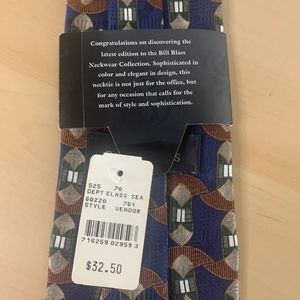 Congratulations on discovering the
latest edition to the Bill Blass
Neckwear Collection. Sophisticated in
color and elegant in design, this
necktie is not just for the office, but
for any occasion that calls for the
mark of style and sophistication.
S
525 70
DEPT CLASS SEA
60220 761
STYLE VENDOR
716259 02959 3
$32.50